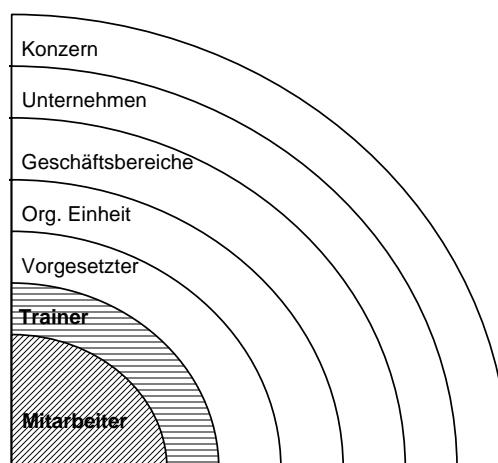 Konzern
Unternehmen
Geschäftsbereiche
Org. Einheit
Vorgesetzter
Trainer
Mitarbeiter